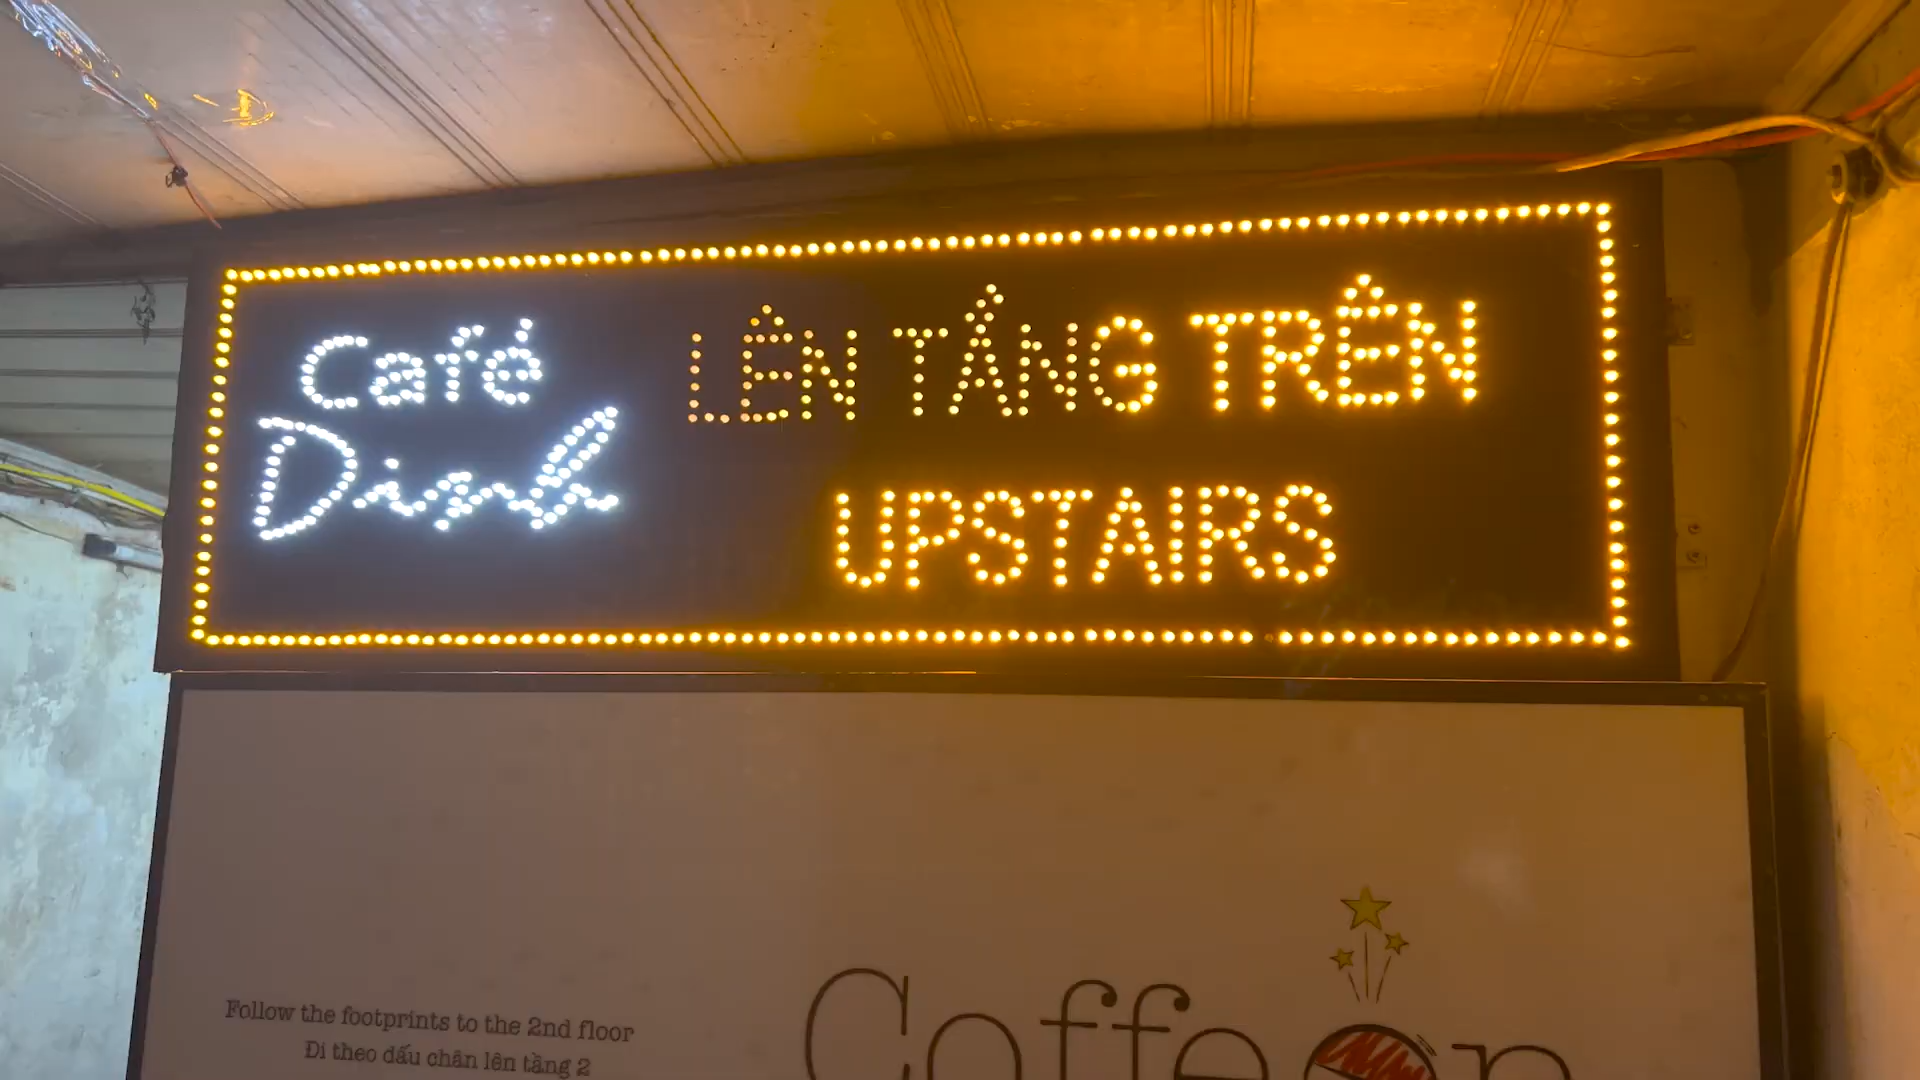 Café
Dinh
LÊN TẦNG TRÊN
UPSTAIRS
Follow the footprints to the 2nd floor
Đi theo dấu chân lên tầng 2
Coffee